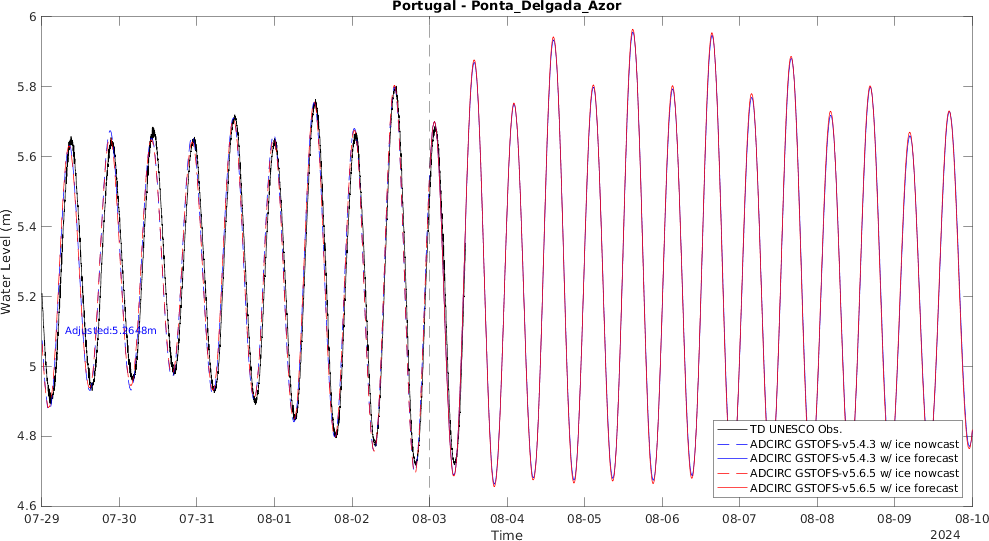 Portugal - Ponta_Delgada_Azor
6
5.8
5.6
5.4
5.2
5
4.8
4.6
Water Level (m)
Adjusted:5.2648m
TD UNESCO Obs.
ADCIRC GSTOFS-v5.4.3 w/ ice nowcast
ADCIRC GSTOFS-v5.4.3 w/ ice forecast
ADCIRC GSTOFS-v5.6.5 w/ ice nowcast
ADCIRC GSTOFS-v5.6.5 w/ ice forecast
07-29 07-30 07-31 08-01 08-02 08-03 08-04 08-05 08-06 08-07 08-08 08-09 08-10
Time
2024